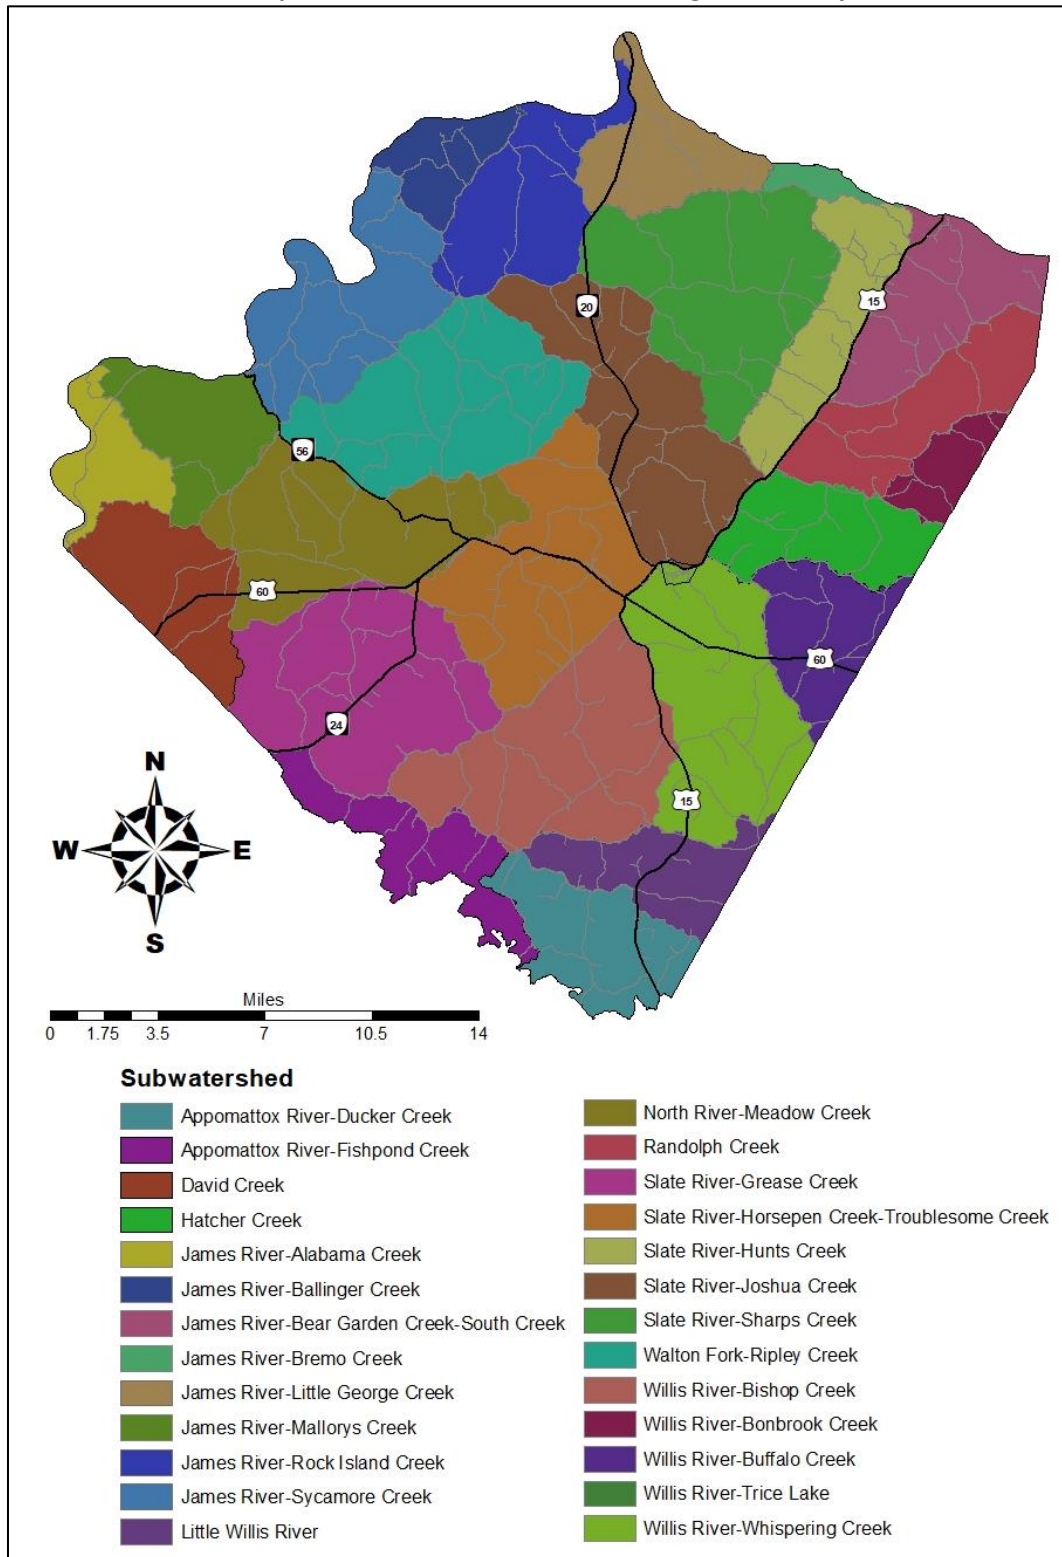 20
15
56
60
60
24
15
N
W E
S
Miles
0 1.75 3.5 7 10.5 14
Subwatershed
Appomattox River-Ducker Creek
Appomattox River-Fishpond Creek
David Creek
Hatcher Creek
James River-Alabama Creek
James River-Ballinger Creek
James River-Bear Garden Creek-South Creek
James River-Bremo Creek
James River-Little George Creek
James River-Mallorys Creek
James River-Rock Island Creek
James River-Sycamore Creek
Little Willis River
North River-Meadow Creek
Randolph Creek
Slate River-Grease Creek
Slate River-Horsepen Creek-Troublesome Creek
Slate River-Hunts Creek
Slate River-Joshua Creek
Slate River-Sharps Creek
Walton Fork-Ripley Creek
Willis River-Bishop Creek
Willis River-Bonbrook Creek
Willis River-Buffalo Creek
Willis River-Trice Lake
Willis River-Whispering Creek